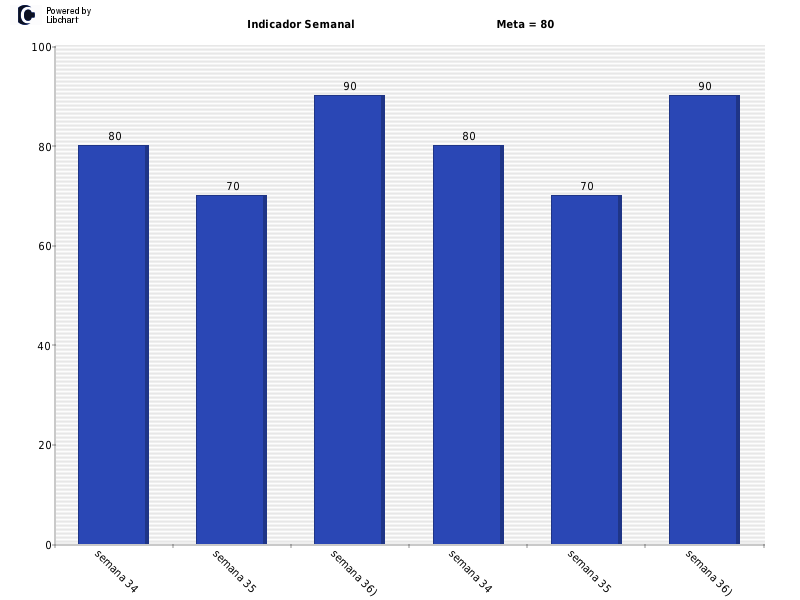 Powered by
Libchart
Indicador Semanal Meta = 80
100
80
60
40
20
0
80
70
90
80
70
90
semana 34
semana 35
semana 36)
semana 34
semana 35
semana 36)